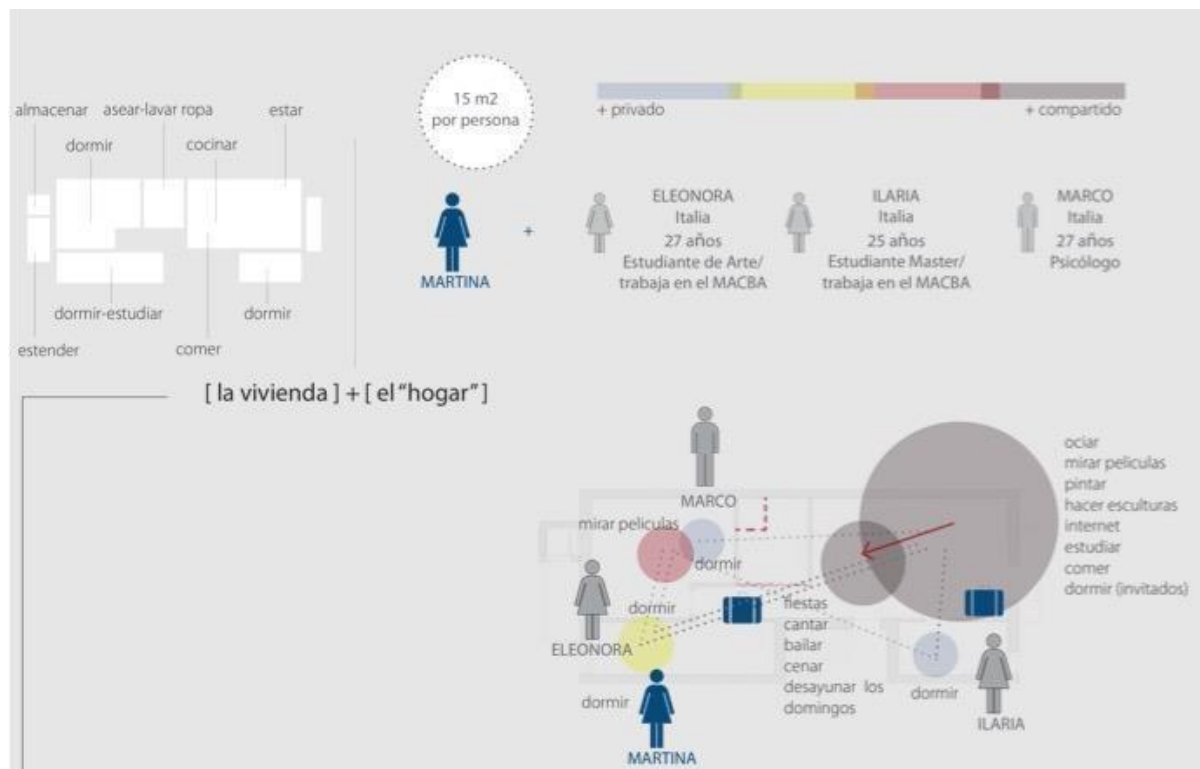 almacenar
asear-lavar ropa
estar
dormir
cocinar
dormir-estudiar
dormir
estender
comer
15 m2
por persona
+ privado
+ compartido
MARTINA
+
ELEONORA
Italia
27 años
Estudiante de Arte/
trabaja en el MACBA
ILARIA
Italia
25 años
Estudiante Master/
trabaja en el MACBA
MARCO
Italia
27 años
Psicólogo
[ la vivienda ] + [ el "hogar" ]
MARCO
mirar peliculas
dormir
dormir
ELEONORA
dormir
MARTINA
fiestas
cantar
bailar
cenar
desayunar los
domingos
dormir
ILARIA
ociar
mirar peliculas
pintar
hacer esculturas
internet
estudiar
comer
dormir (invitados)